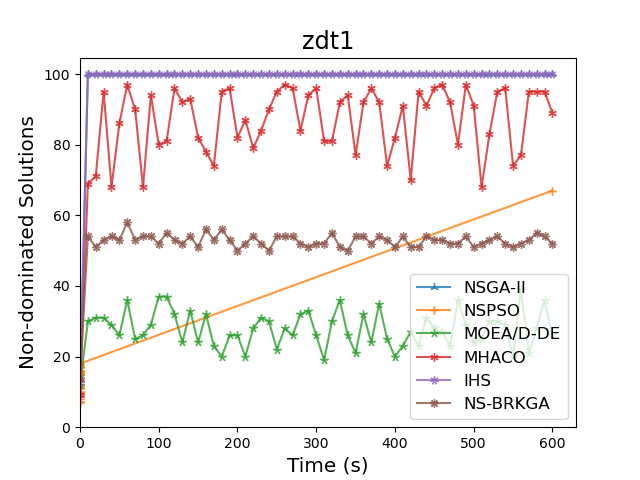 zdt1
Non-dominated Solutions
100
80
60
40
20
0
0
100
200
300
400
500
600
Time (s)
NSGA-II
NSPSO
MOEA/D-DE
MHACO
IHS
NS-BRKGA